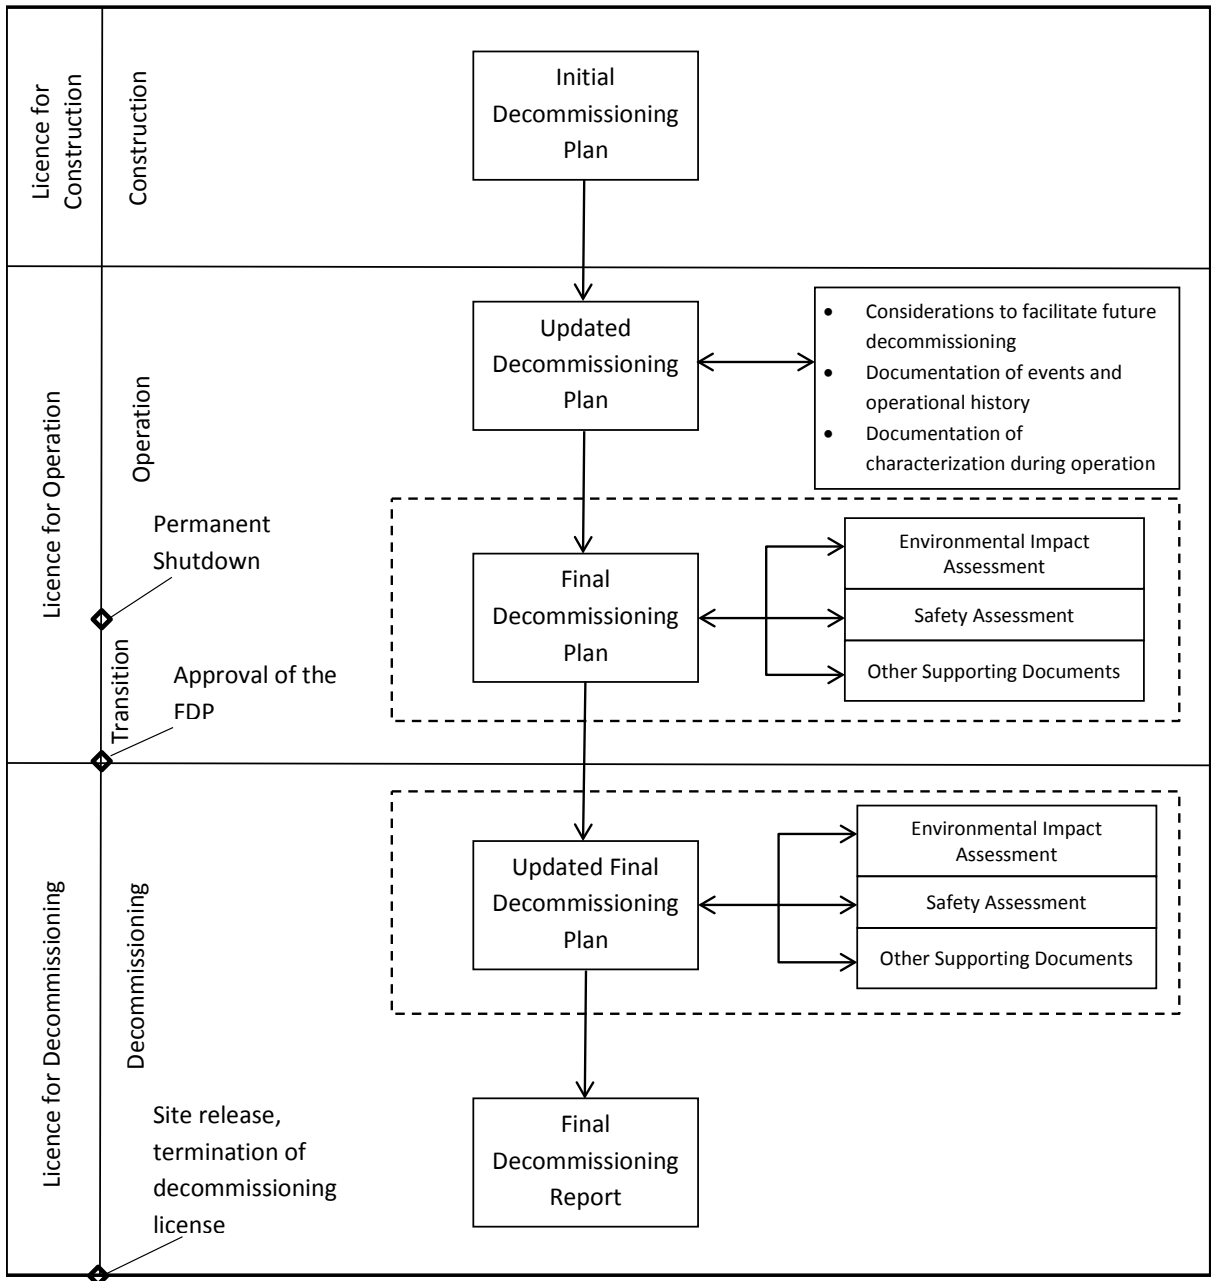 Licence for
Construction
Construction
Initial
Decommissioning
Plan
Licence for Operation
Operation
Updated
Decommissioning
Plan
• Considerations to facilitate future
decommissioning
• Documentation of events and
operational history
• Documentation of
characterization during operation
Permanent
Shutdown
Final
Decommissioning
Plan
Environmental Impact
Assessment
Safety Assessment
Other Supporting Documents
Transition
Approval of the
FDP
Licence for Decommissioning
Decommissioning
Updated Final
Decommissioning
Plan
Environmental Impact
Assessment
Safety Assessment
Other Supporting Documents
Site release,
termination of
decommissioning
license
Final
Decommissioning
Report